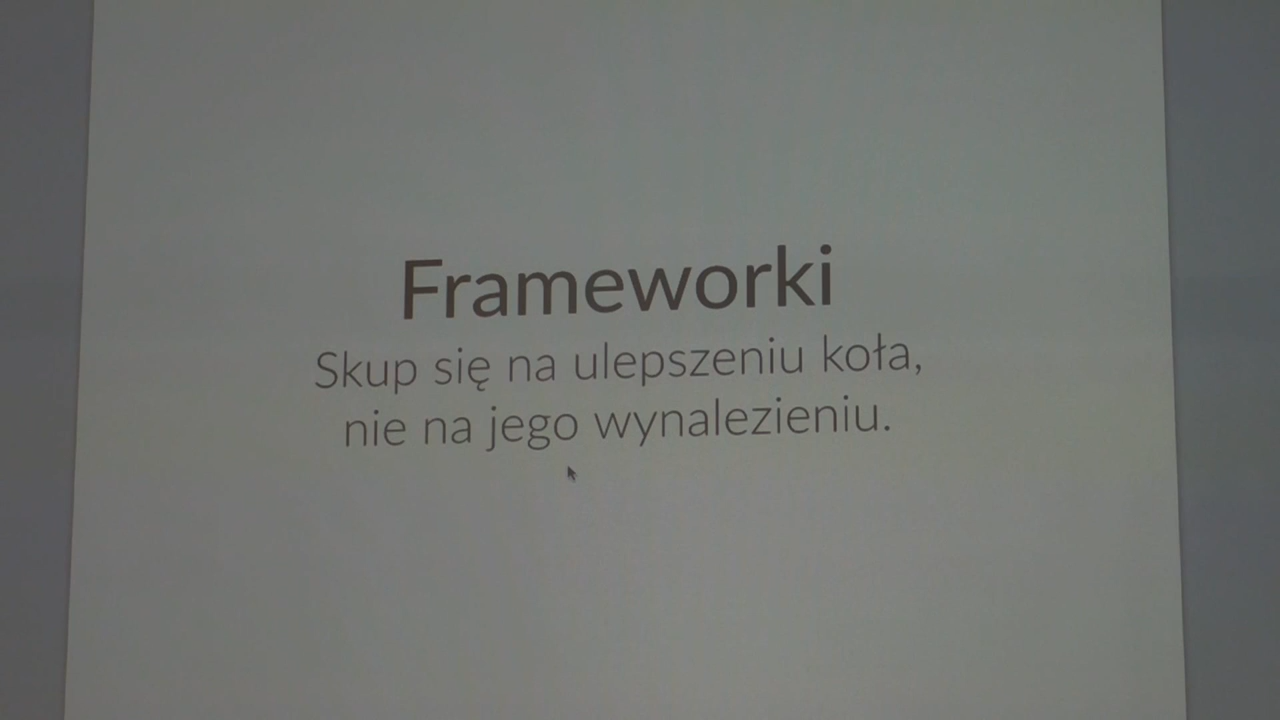 Frameworki
Skup się na ulepszeniu koła,
nie na jego wynalezieniu.